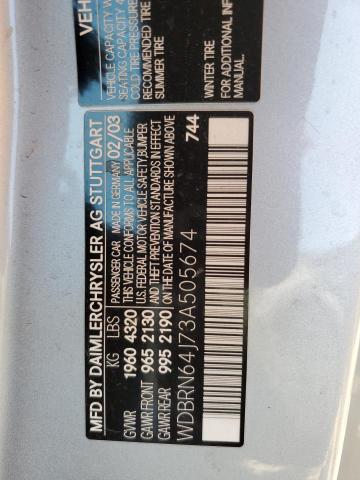 VEH
VEHICLE CAPACITY W
SEATING CAPACITY 4
COLD TIRE PRESSURE
RECOMMENDED TIRE
SUMMER TIRE
WINTER TIRE
FOR ADDITIONAL INF
MANUAL.
MFD BY DAIMLERCHRYSLER AG STUTTGART
PASSENGER CAR MADE IN GERMANY 02/03
KG LBS THIS VEHICLE CONFORMS TO ALL
GVWR 1960 4320 U.S. FEDERAL MOTOR VEHICLE SAFETY,BUMPER
GAWR FRONT 965 2130 AND THEFT PREVENTION STANDARDS IN EFFECT
GAWR REAR 995 2190 ON THE DATE OF MANUFACTURE SHOWN ABOVE
744
WDBRN64J73A505674